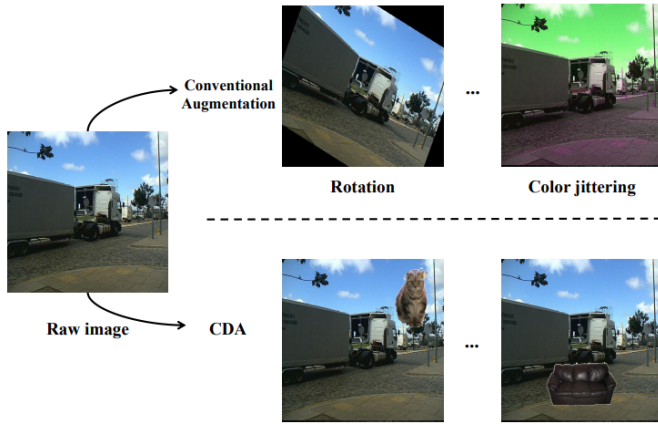 Conventional
Augmentation
...
Rotation
Color jittering
Raw image
CDA
...